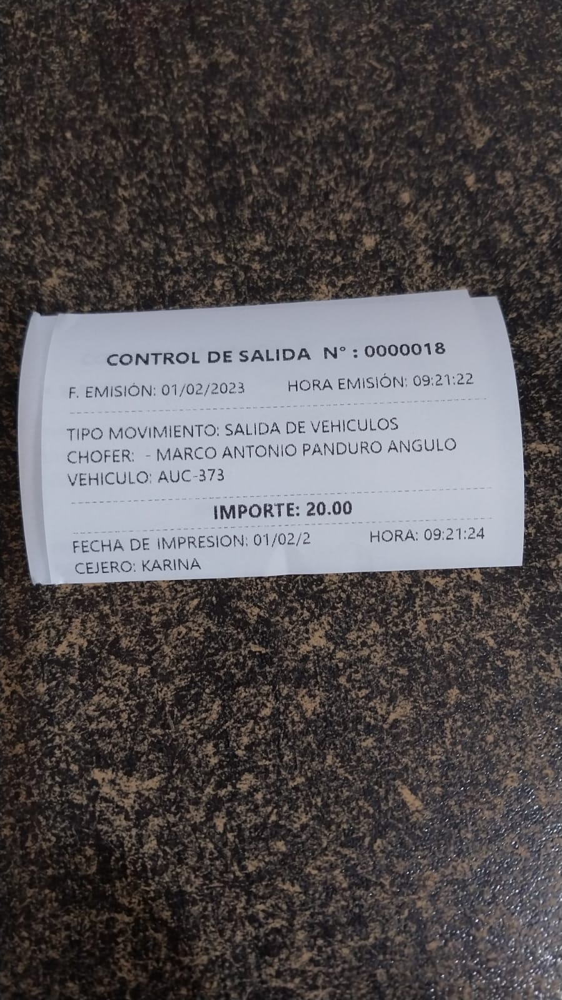 CONTROL DE SALIDA N° : 0000018
F. EMISIÓN: 01/02/2023 HORA EMISIÓN: 09:21:22
TIPO MOVIMIENTO: SALIDA DE VEHICULOS
CHOFER: - MARCO ANTONIO PANDURO ANGULO
VEHICULO: AUC-373
IMPORTE: 20.00
FECHA DE IMPRESION: 01/02/2 HORA: 09:21:24
CEJERO: KARINA